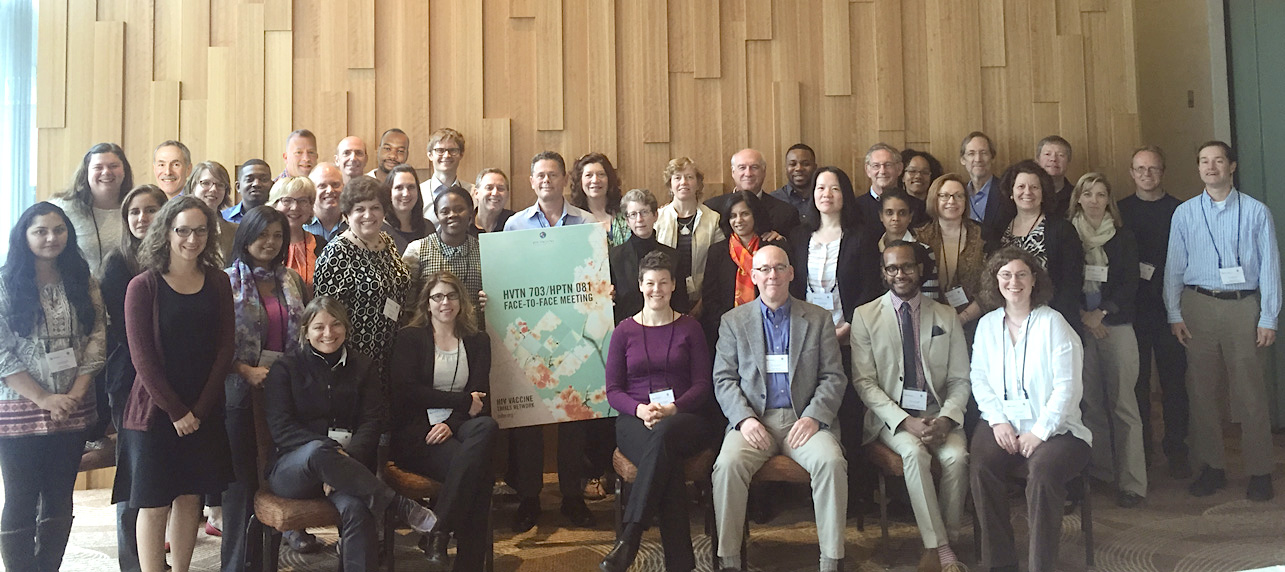 HVTN 703/HPTN 081
FACE-TO-FACE MEETING
HIV VACCINE
TRIALS NETWORK